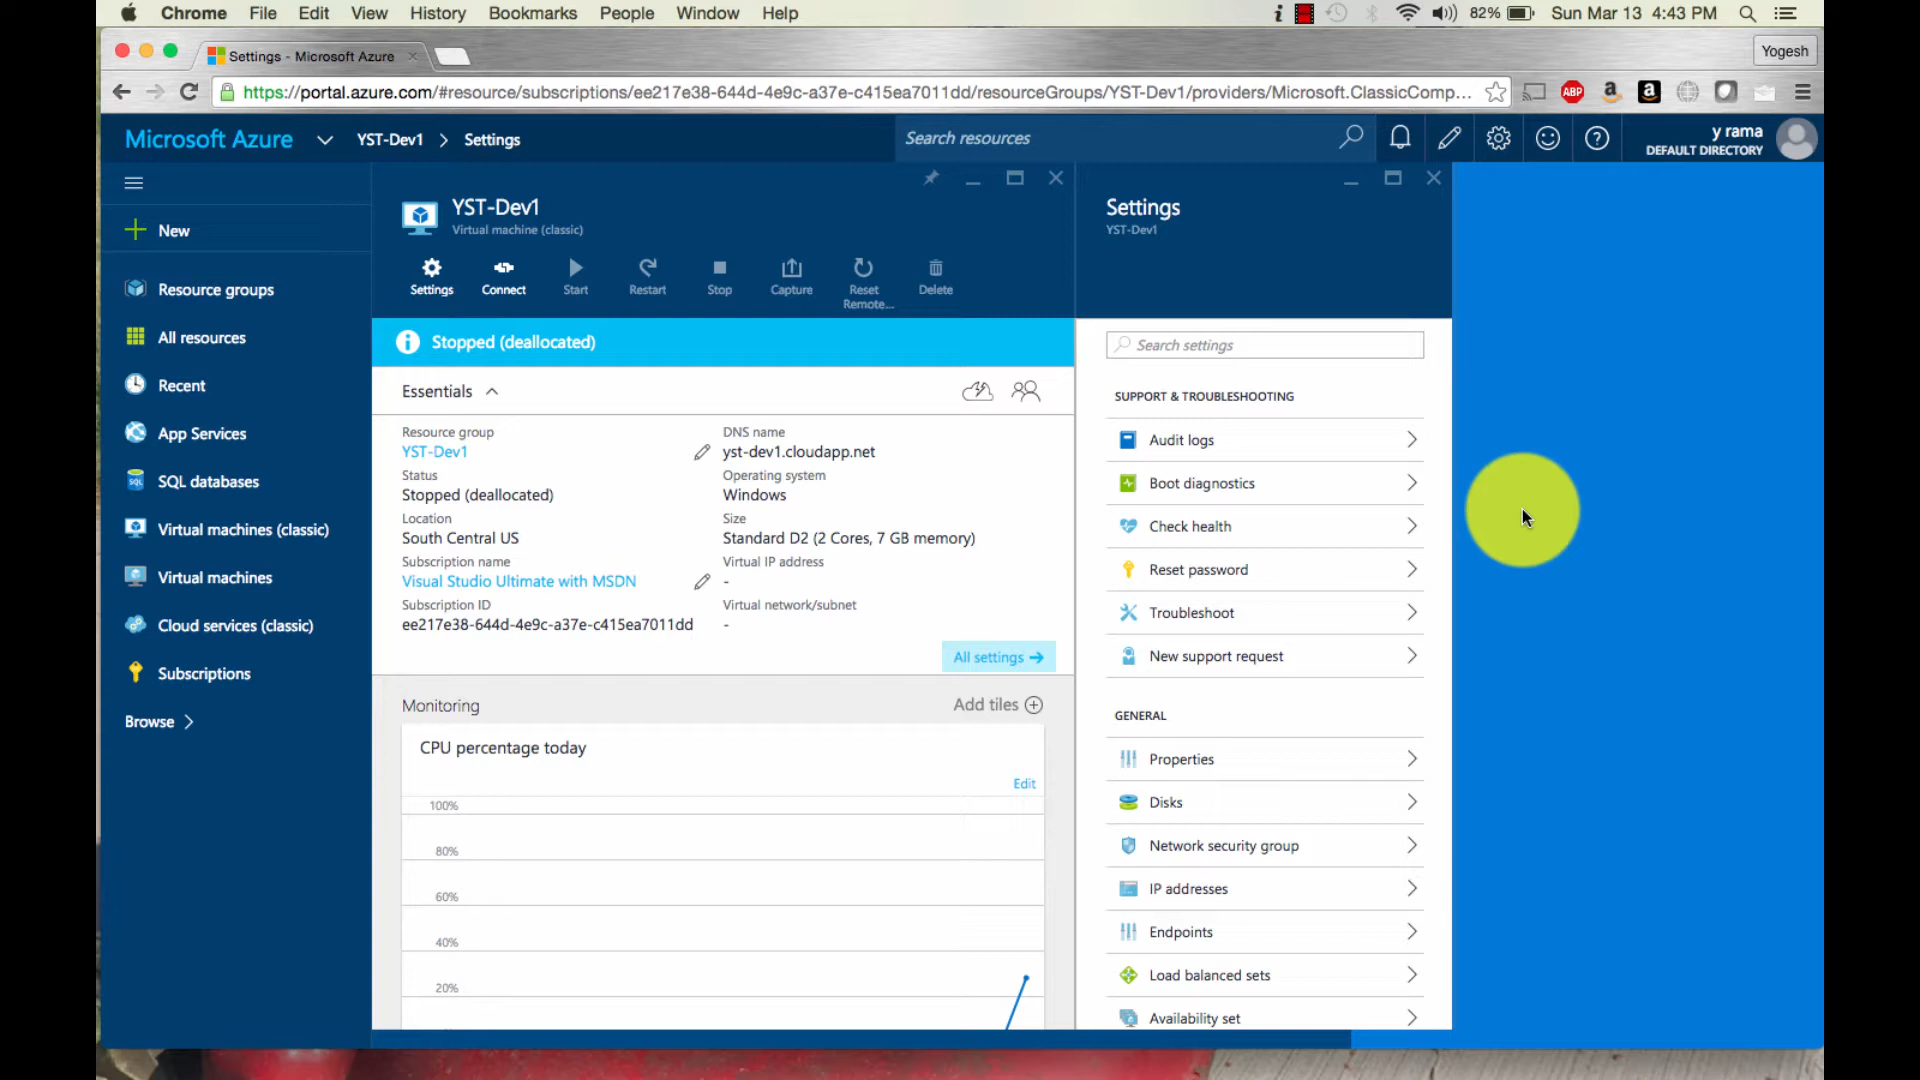 Chrome File Edit View History Bookmarks People Window Help 82% Sun Mar 13 4:43 PM
Settings - Microsoft Azure Yogesh
https://portal.azure.com/#resource/subscriptions/ee217e38-644d-4e9c-a37e-c415ea7011dd/resourceGroups/YST-Dev1/providers/Microsoft.ClassicComp...
ABP
Microsoft Azure YST-Dev1 Settings Search resources y rama
DEFAULT DIRECTORY
New
Resource groups
All resources
Recent
App Services
SQL databases
Virtual machines (classic)
Virtual machines
Cloud services (classic)
Subscriptions
Browse
YST-Dev1
Virtual machine (classic)
Settings Connect Start Restart Stop Capture Reset Remote... Delete
Stopped (deallocated)
Essentials
Resource group
YST-Dev1
Status
Stopped (deallocated)
Location
South Central US
Subscription name
Visual Studio Ultimate with MSDN
Subscription ID
ee217e38-644d-4e9c-a37e-c415ea7011dd
DNS name
yst-dev1.cloudapp.net
Operating system
Windows
Size
Standard D2 (2 Cores, 7 GB memory)
Virtual IP address
-
Virtual network/subnet
-
All settings
Monitoring
Add tiles
CPU percentage today
Edit
100%
80%
60%
40%
20%
Settings
YST-Dev1
Search settings
SUPPORT & TROUBLESHOOTING
Audit logs
Boot diagnostics
Check health
Reset password
Troubleshoot
New support request
GENERAL
Properties
Disks
Network security group
IP addresses
Endpoints
Load balanced sets
Availability set